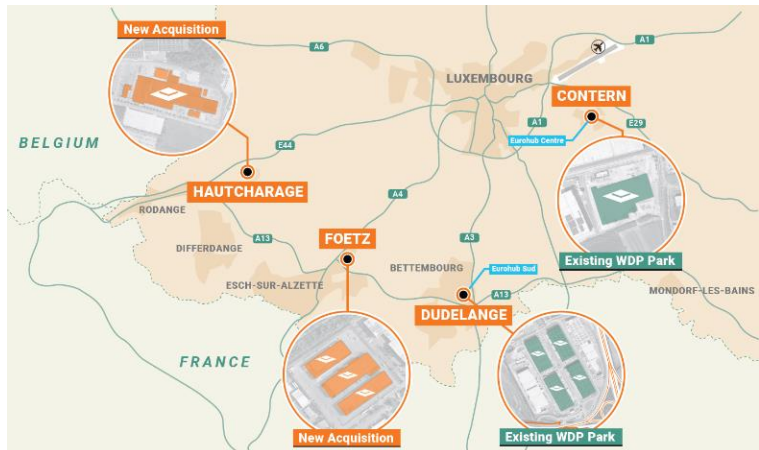 New Acquisition
A6
A1
LUXEMBOURG
CONTERN
BELGIUM
Eurohub Centre
A1
E29
E44
HAUTCHARAGE
A4
RODANGE
FOETZ
A13
A3
DIFFERDANGE
BETTEMBOURG
Eurohub Sud
Existing WDP Park
ESCH-SUR-ALZETTE
A13
MONDORF-LES-BAINS
DUDELANGE
FRANCE
New Acquisition
Existing WDP Park